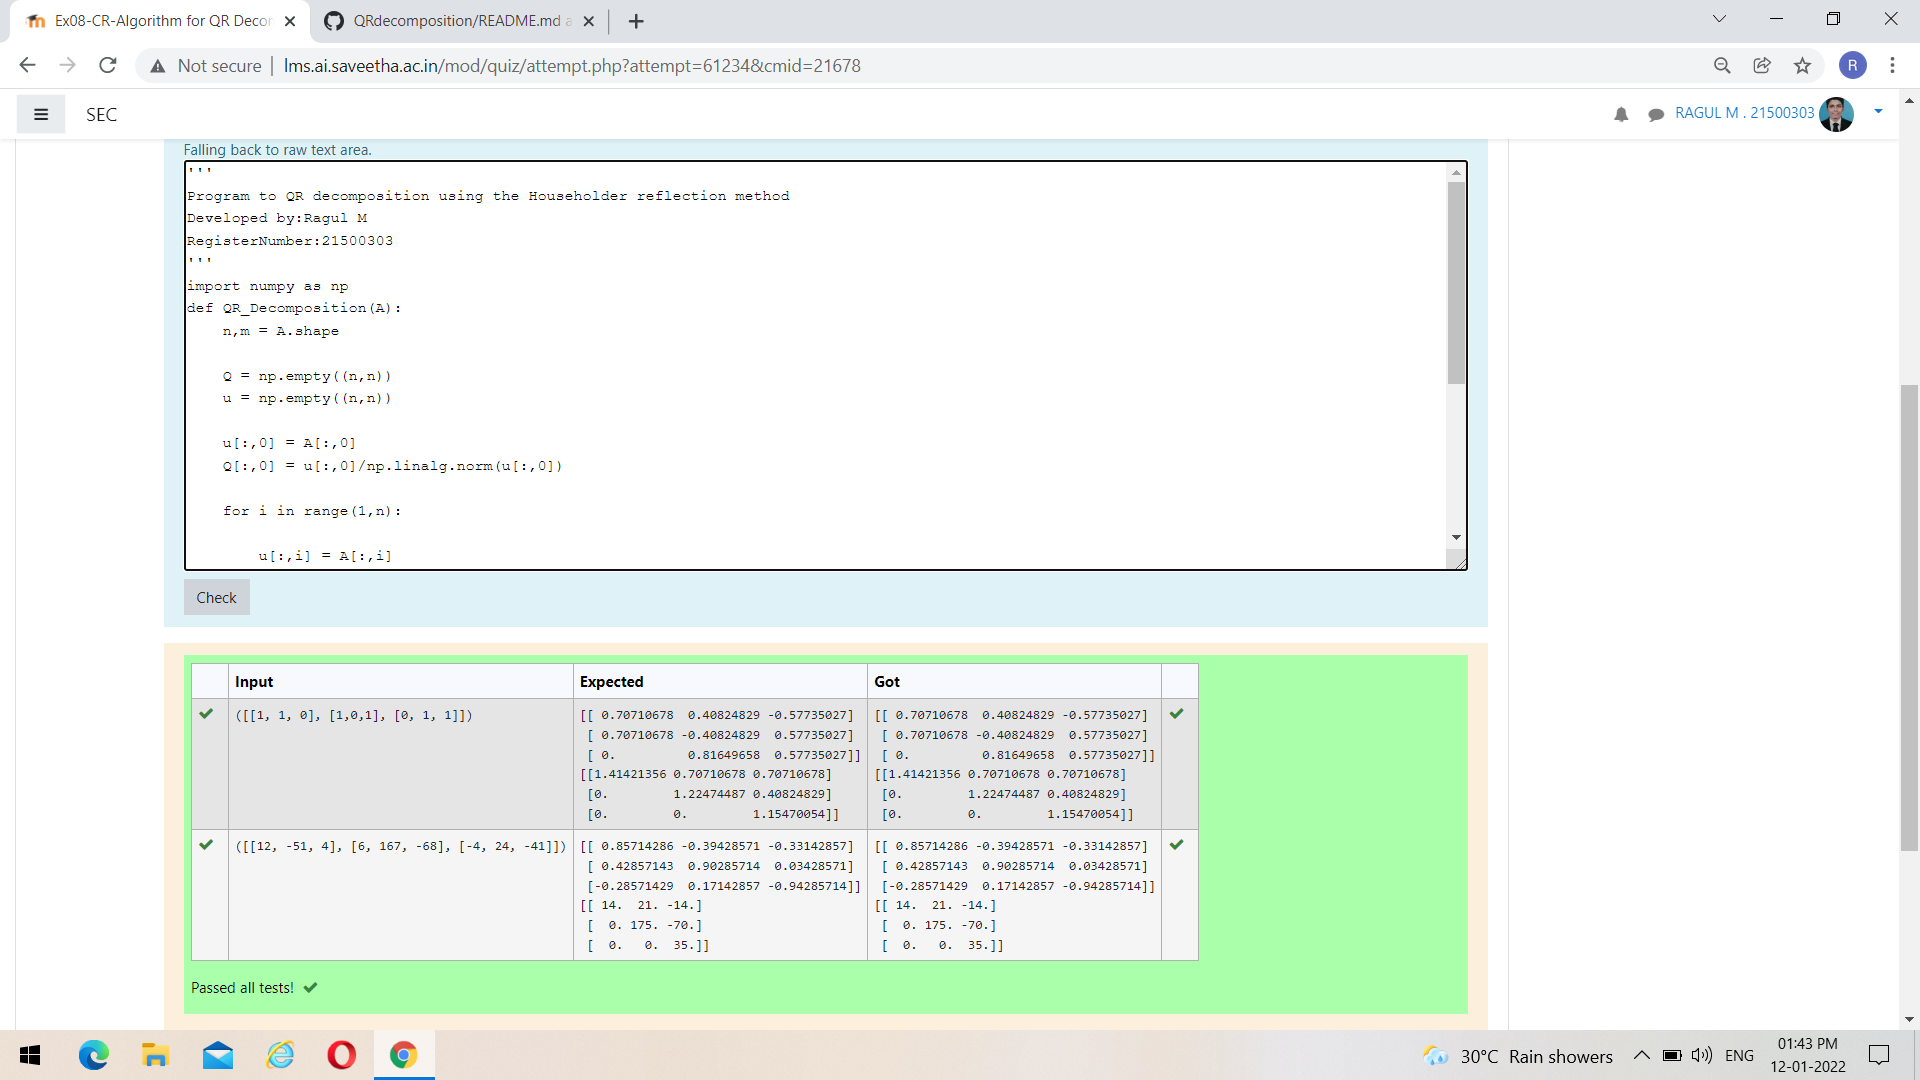 Ex08-CR-Algorithm for QR Decor
QRdecomposition/README.md a
Not secure | lms.ai.saveetha.ac.in/mod/quiz/attempt.php?attempt=61234&cmid=21678
R
SEC
RAGUL M . 21500303
Falling back to raw text area.
'''
Program to QR decomposition using the Householder reflection method
Developed by:Ragul M
RegisterNumber:21500303
'''
import numpy as np
def QR_Decomposition(A):
    n,m = A.shape
    Q = np.empty((n,n))
    u = np.empty((n,n))
    u[:,0] = A[:,0]
    Q[:,0] = u[:,0]/np.linalg.norm(u[:,0])
    for i in range(1,n):
        u[:,i] = A[:,i]
Check
Input Expected Got
([[1, 1, 0], [1,0,1], [0, 1, 1]]) [[ 0.70710678  0.40824829 -0.57735027] [[ 0.70710678  0.40824829 -0.57735027]
[ 0.70710678 -0.40824829  0.57735027] [ 0.70710678 -0.40824829  0.57735027]
[ 0.          0.81649658  0.57735027]] [ 0.          0.81649658  0.57735027]]
[[1.41421356 0.70710678 0.70710678] [[1.41421356 0.70710678 0.70710678]
[0.         1.22474487 0.40824829] [0.         1.22474487 0.40824829]
[0.         0.         1.15470054]] [0.         0.         1.15470054]]
([[12, -51, 4], [6, 167, -68], [-4, 24, -41]]) [[ 0.85714286 -0.39428571 -0.33142857] [[ 0.85714286 -0.39428571 -0.33142857]
[ 0.42857143  0.90285714  0.03428571] [ 0.42857143  0.90285714  0.03428571]
[-0.28571429  0.17142857 -0.94285714]] [-0.28571429  0.17142857 -0.94285714]]
[[ 14.  21. -14.] [[ 14.  21. -14.]
[  0. 175. -70.] [  0. 175. -70.]
[  0.   0.  35.]] [  0.   0.  35.]]
Passed all tests!
30°C Rain showers
ENG
01:43 PM
12-01-2022